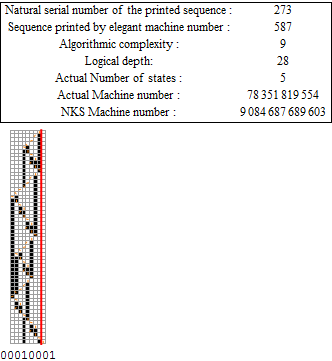 Natural serial number of the printed sequence : 273
Sequence printed by elegant machine number : 587
Algorithmic complexity : 9
Logical depth: 28
Actual Number of states : 5
Actual Machine number : 78 351 819 554
NKS Machine number : 9 084 687 689 603
00010001